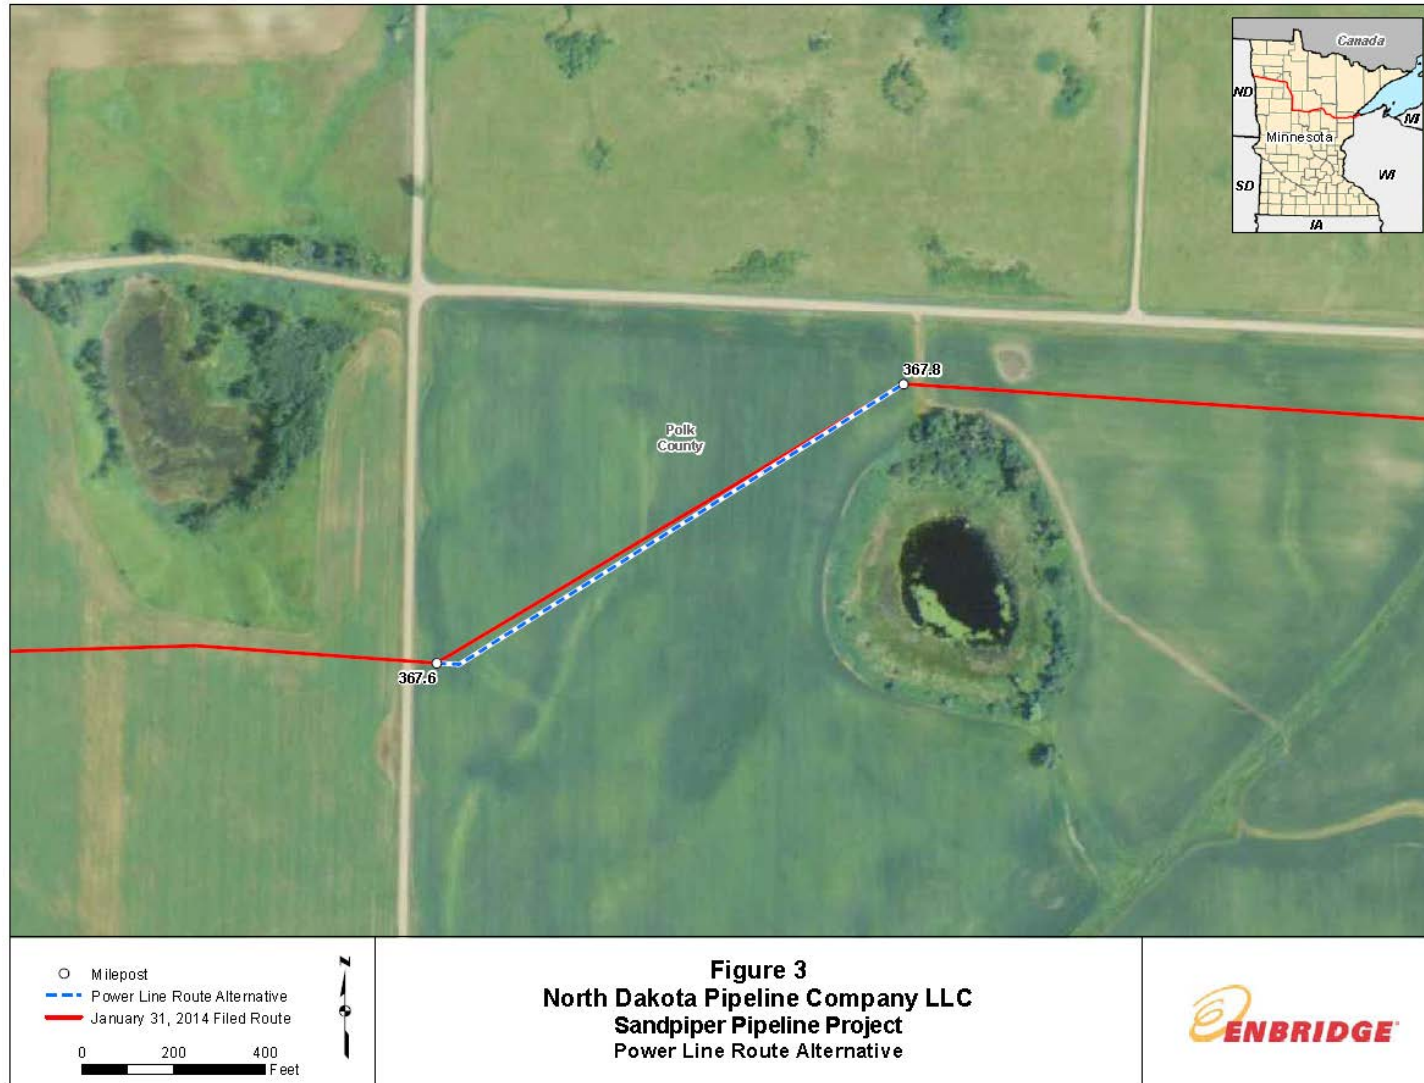 Canada
ND
MI
Minnesota
WI
SD
IA
367.8
Polk
County
367.6
Milepost
Power Line Route Alternative
January 31, 2014 Filed Route
0 200 400
Feet
N
Figure 3
North Dakota Pipeline Company LLC
Sandpiper Pipeline Project
Power Line Route Alternative
ENBRIDGE